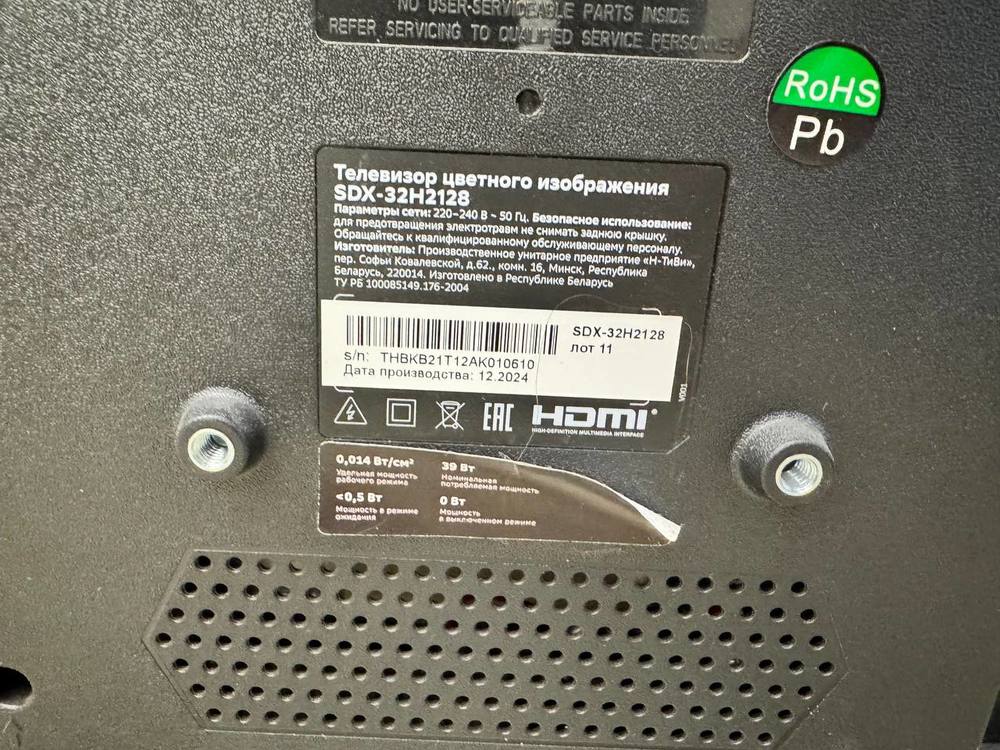 NO USER-SERVICEABLE PARTS INSIDE
REFER SERVICING TO QUALIFIED SERVICE PERSONNEL
RoHS
Pb
Телевизор цветного изображения
SDX-32H2128
Параметры сети: 220-240 В ~ 50 Гц. Безопасное использование:
для предотвращения электротравм не снимать заднюю крышку.
Обращайтесь к квалифицированному обслуживающему персоналу.
Изготовитель: Производственное унитарное предприятие «Н-ТиВи»,
пер. Софьи Ковалевской, д.62., комн. 16, Минск, Республика
Беларусь, 220014. Изготовлено в Республике Беларусь
ТУ РБ 100085149.176-2004
SDX-32H2128
лот 11
s/n: THBKB21T12AK010610
Дата производства: 12.2024
V001
EAC HDMI
HIGH-DEFINITION MULTIMEDIA INTERFACE
0,014 Вт/см²
Удельная мощность
рабочего режима
39 Вт
Номинальная
потребляемая мощность
<0,5 Вт
Мощность в режиме
ожидания
0 Вт
Мощность
в выключенном режиме